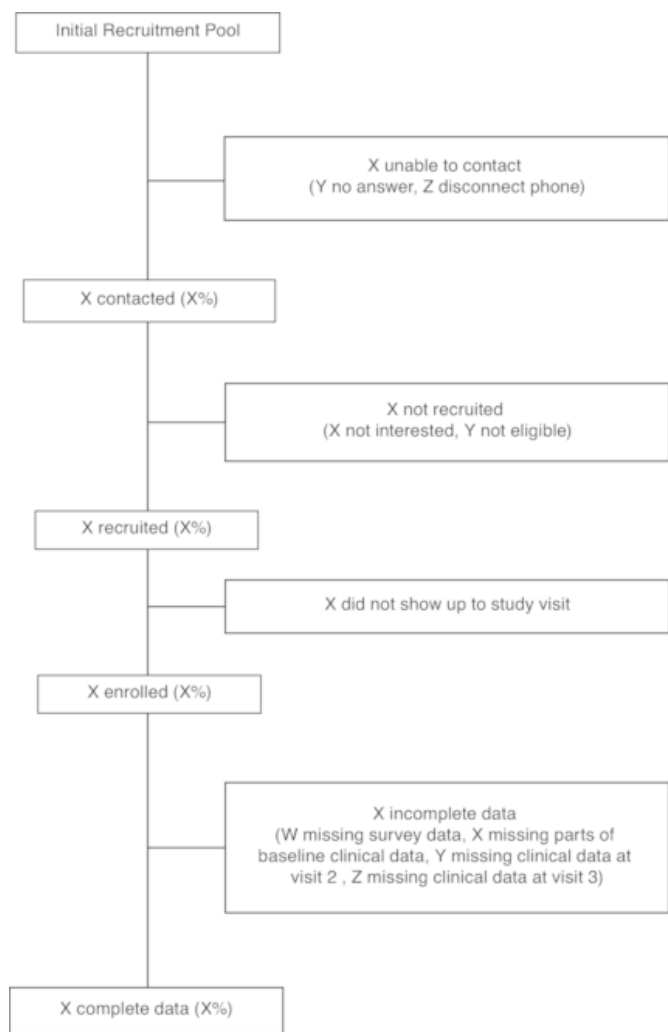 Initial Recruitment Pool
X unable to contact
(Y no answer, Z disconnect phone)
X contacted (X%)
X not recruited
(X not interested, Y not eligible)
X recruited (X%)
X did not show up to study visit
X enrolled (X%)
X incomplete data
(W missing survey data, X missing parts of
baseline clinical data, Y missing clinical data at
visit 2 , Z missing clinical data at visit 3)
X complete data (X%)